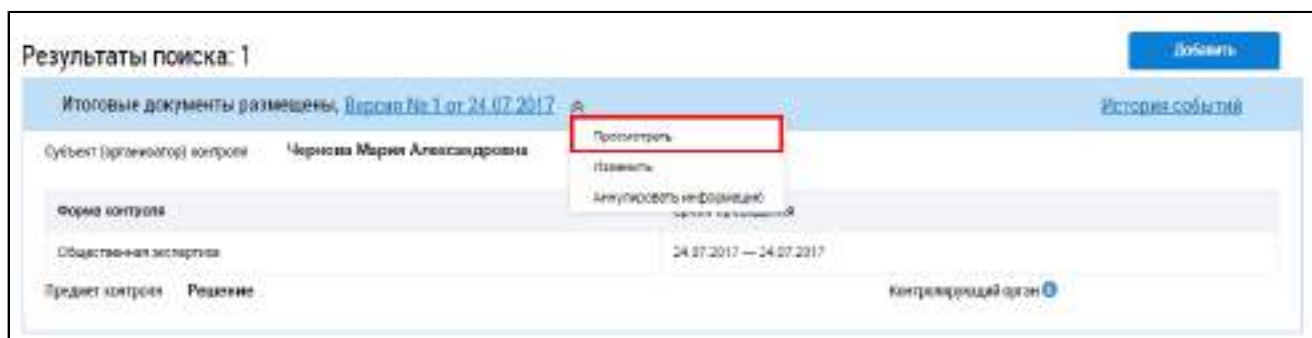 Результаты поиска: 1
Добавить
Итоговые документы размещены, Версия № 1 от 24.07.2017
История событий
Просмотреть
Субъект (организатор) контроля Чернова Мария Александровна
Изменить
Аннулировать информацию
Форма контроля
Общественная экспертиза 24.07.2017 — 24.07.2017
Предмет контроля Решение Контролирующий орган